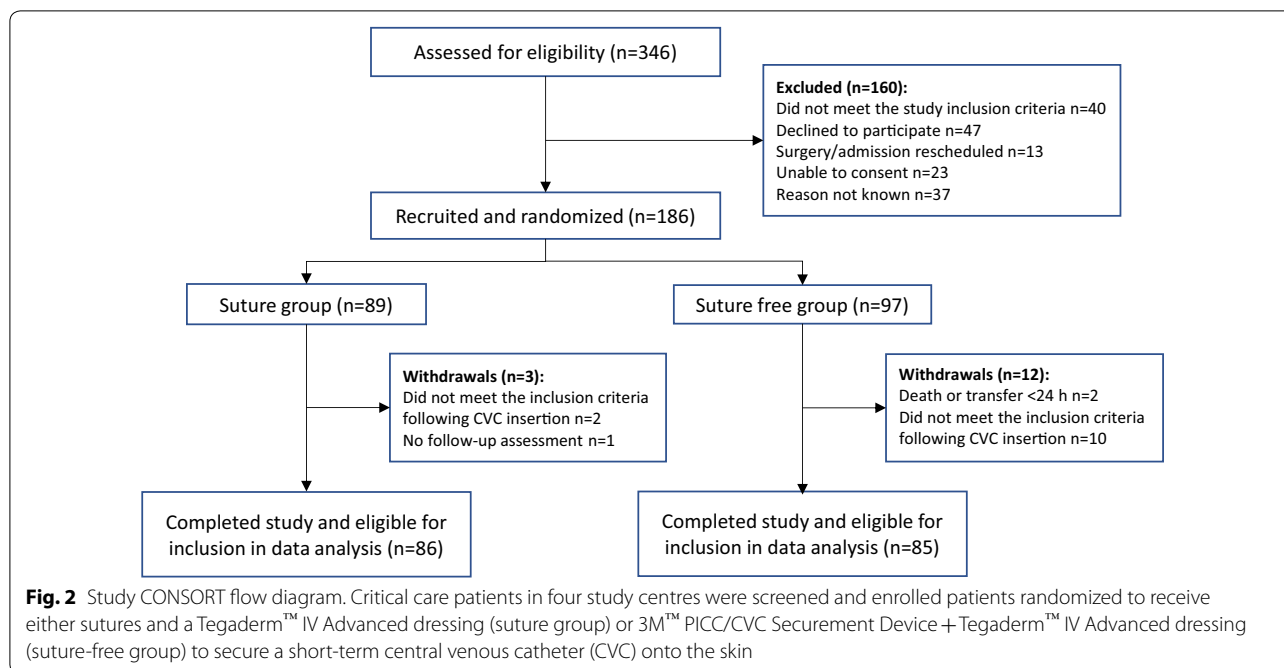 Assessed for eligibility (n=346)
Excluded (n=160):
Did not meet the study inclusion criteria n=40
Declined to participate n=47
Surgery/admission rescheduled n=13
Unable to consent n=23
Reason not known n=37
Recruited and randomized (n=186)
Suture group (n=89)
Suture free group (n=97)
Withdrawals (n=3):
Did not meet the inclusion criteria
following CVC insertion n=2
No follow-up assessment n=1
Withdrawals (n=12):
Death or transfer <24 h n=2
Did not meet the inclusion criteria
following CVC insertion n=10
Completed study and eligible for
inclusion in data analysis (n=86)
Completed study and eligible for
inclusion in data analysis (n=85)
Fig. 2 Study CONSORT flow diagram. Critical care patients in four study centres were screened and enrolled patients randomized to receive
either sutures and a Tegaderm™ IV Advanced dressing (suture group) or 3M™ PICC/CVC Securement Device + Tegaderm™ IV Advanced dressing
(suture-free group) to secure a short-term central venous catheter (CVC) onto the skin